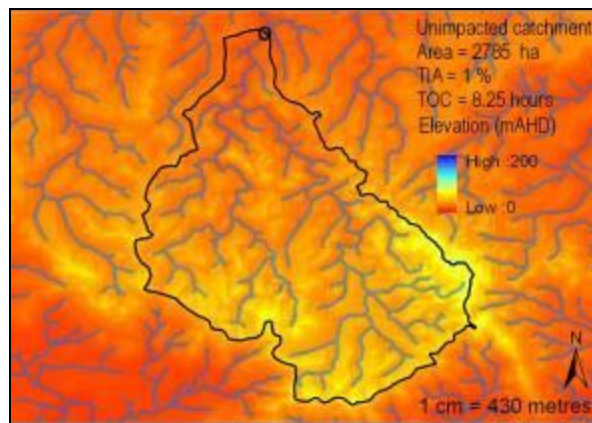 Unimpacted catchment
Area = 2785 ha
TIA = 1 %
TOC = 8.25 hours
Elevation (mAHD)
High :200
Low :0
N
1 cm = 430 metres